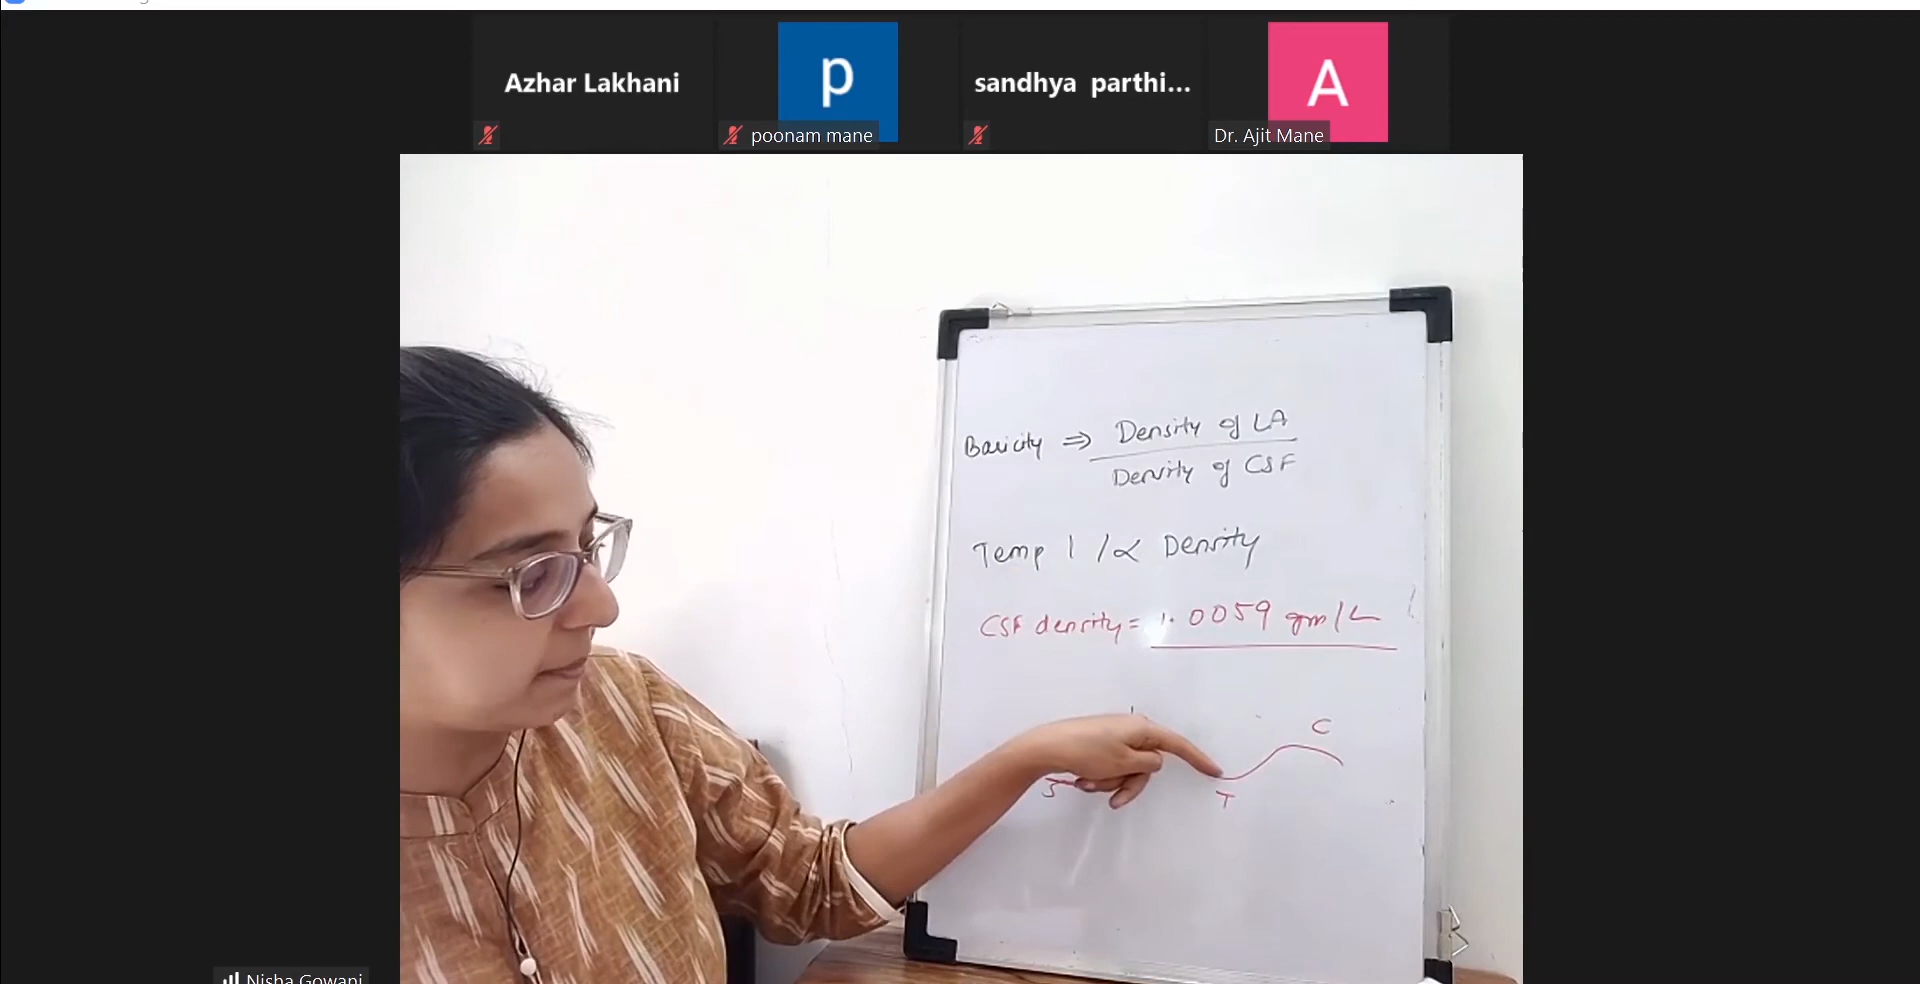 Azhar Lakhani
p
poonam mane
sandhya parthi...
A
Dr. Ajit Mane
Baricity ⇒ Density of LA
Density of CSF
Temp 1/∝ Density
CSF density = 1.0059 gm/L
C
S
T
Nisha Gowani